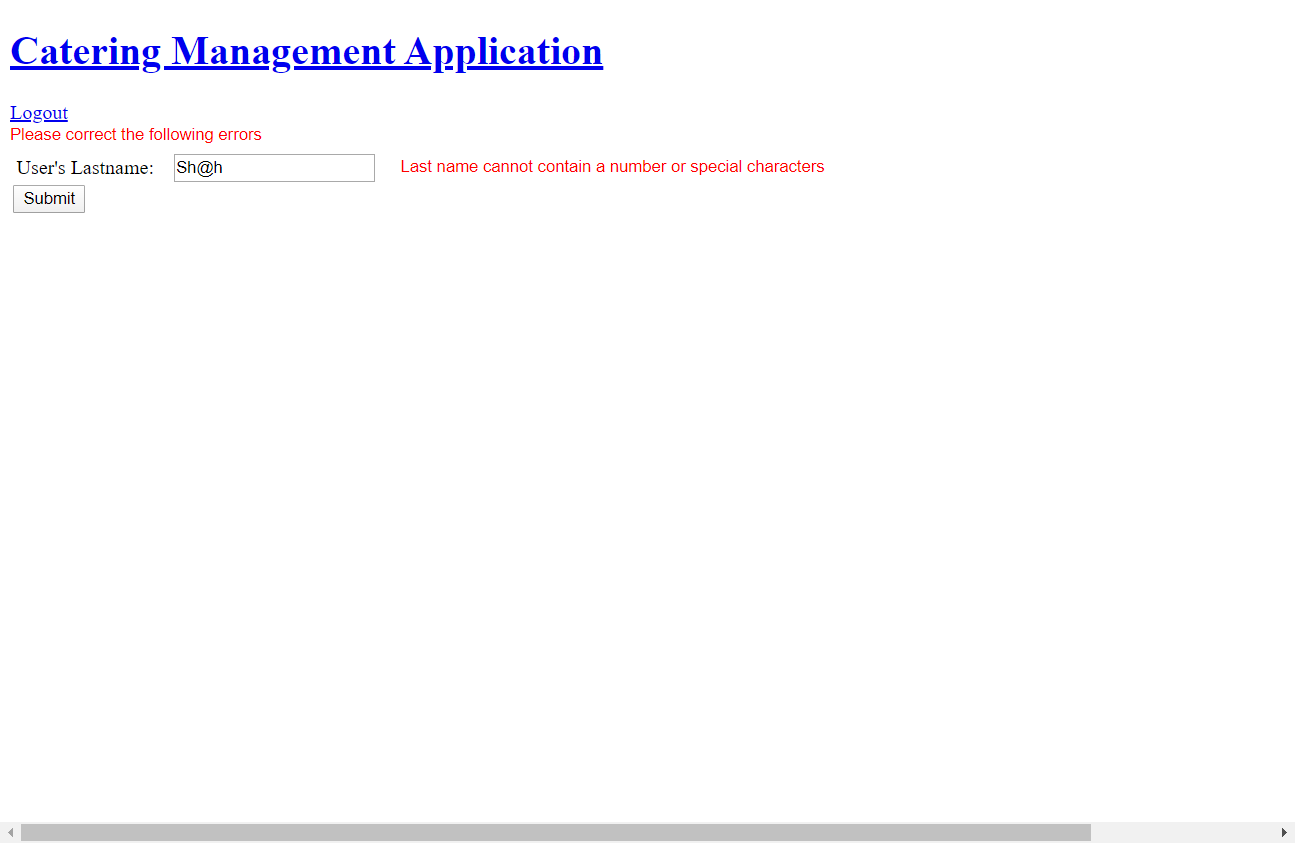 Catering Management Application
Logout
Please correct the following errors
User's Lastname: Sh@h Last name cannot contain a number or special characters
Submit